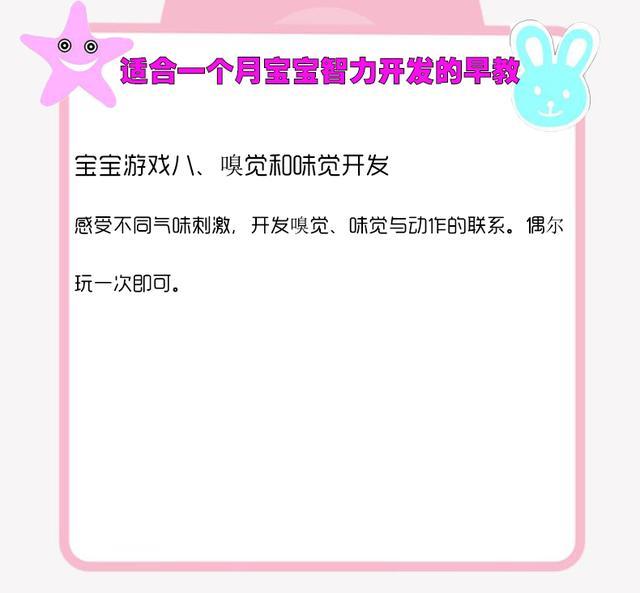 适合一个月宝宝智力开发的早教
宝宝游戏八、嗅觉和味觉开发
感受不同气味刺激，开发嗅觉、味觉与动作的联系。偶尔
玩一次即可。